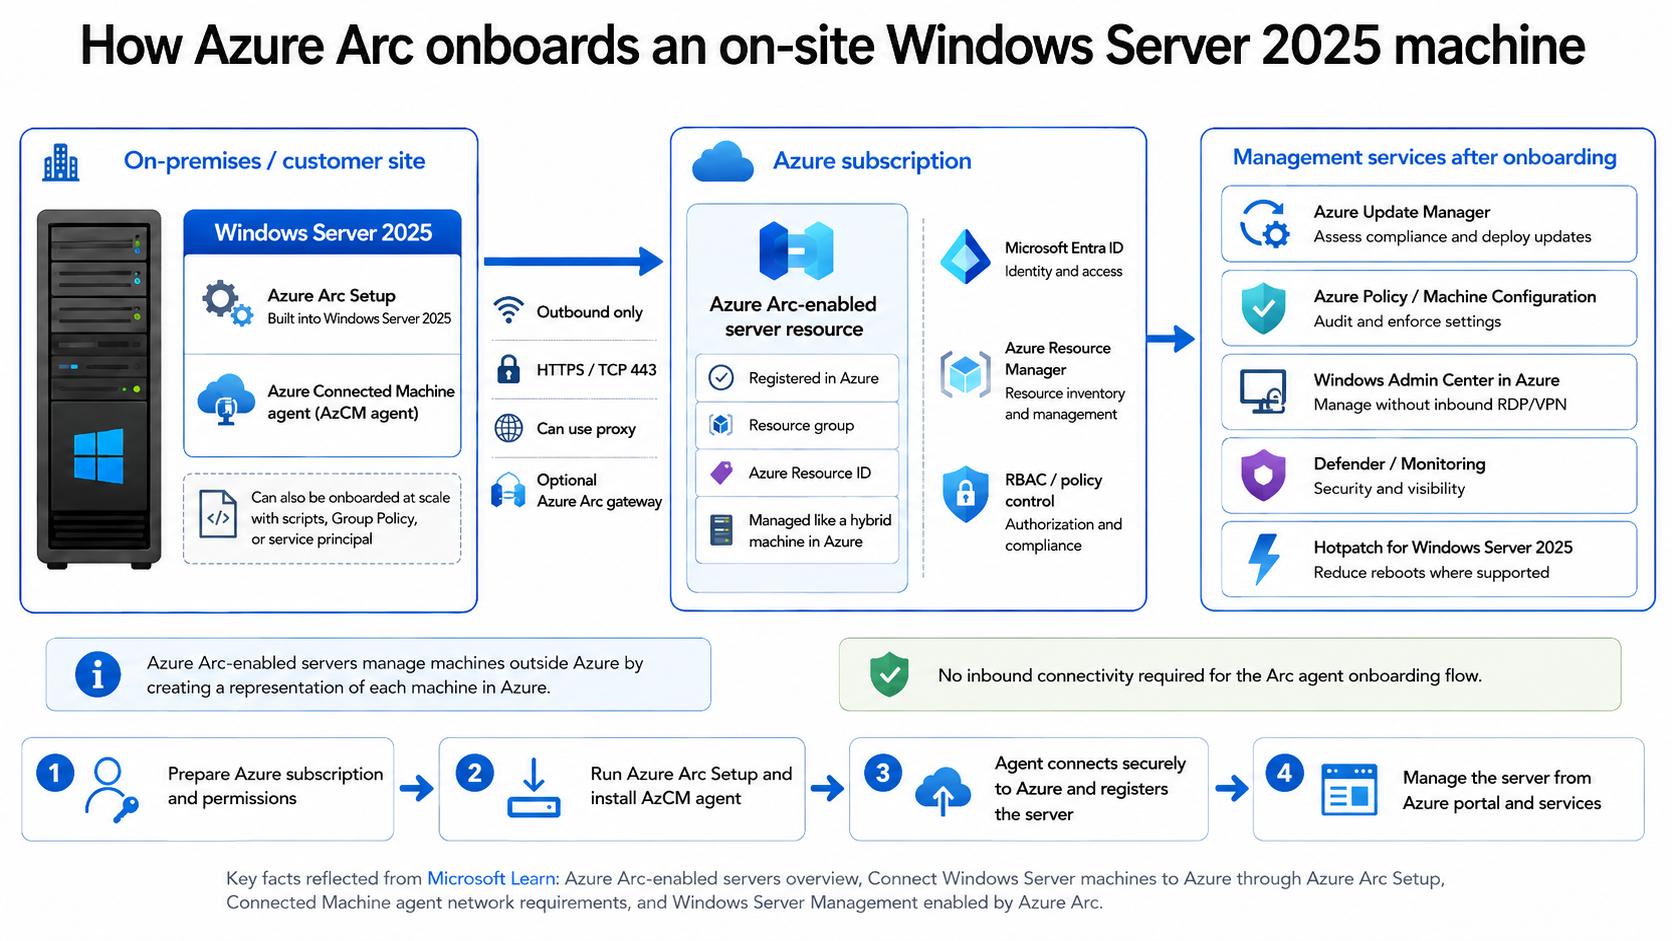 How Azure Arc onboards an on-site Windows Server 2025 machine
On-premises / customer site
Windows Server 2025
Azure Arc Setup
Built into Windows Server 2025
Azure Connected Machine
agent (AzCM agent)
</>
Can also be onboarded at scale
with scripts, Group Policy,
or service principal
Outbound only
HTTPS / TCP 443
Can use proxy
Optional
Azure Arc gateway
Azure subscription
Azure Arc-enabled
server resource
Registered in Azure
Resource group
Azure Resource ID
Managed like a hybrid
machine in Azure
Microsoft Entra ID
Identity and access
Azure Resource
Manager
Resource inventory
and management
RBAC / policy
control
Authorization and
compliance
Management services after onboarding
Azure Update Manager
Assess compliance and deploy updates
Azure Policy / Machine Configuration
Audit and enforce settings
Windows Admin Center in Azure
Manage without inbound RDP/VPN
Defender / Monitoring
Security and visibility
Hotpatch for Windows Server 2025
Reduce reboots where supported
i
Azure Arc-enabled servers manage machines outside Azure by
creating a representation of each machine in Azure.
No inbound connectivity required for the Arc agent onboarding flow.
1
Prepare Azure subscription
and permissions
2
Run Azure Arc Setup and
install AzCM agent
3
Agent connects securely
to Azure and registers
the server
4
Manage the server from
Azure portal and services
Key facts reflected from Microsoft Learn: Azure Arc-enabled servers overview, Connect Windows Server machines to Azure through Azure Arc Setup,
Connected Machine agent network requirements, and Windows Server Management enabled by Azure Arc.